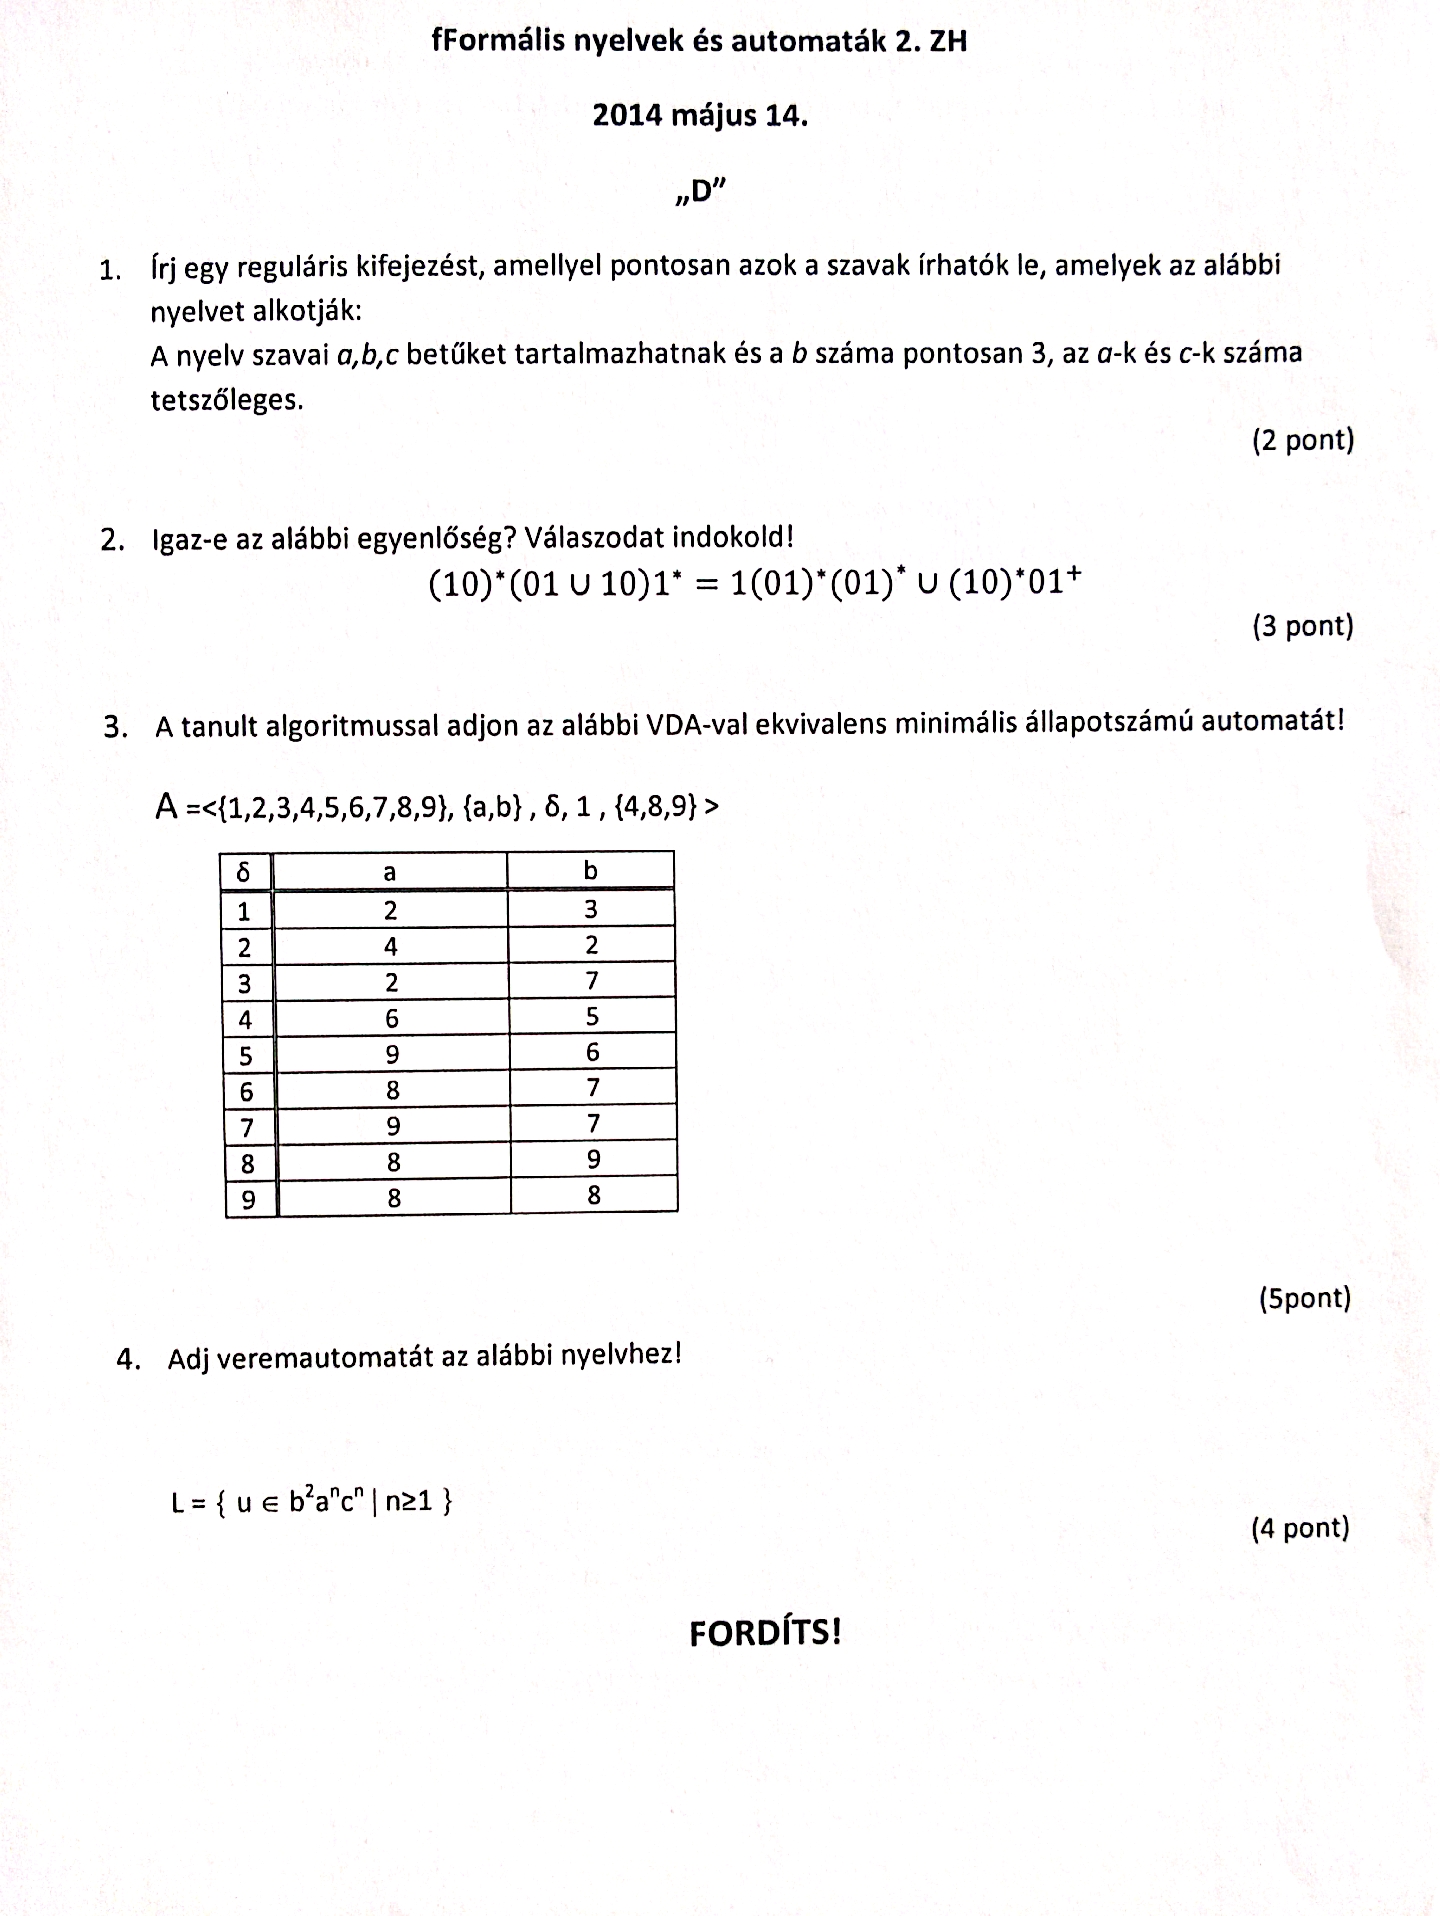 fFormális nyelvek és automaták 2. ZH
2014 május 14.
„D”
1. Írj egy reguláris kifejezést, amellyel pontosan azok a szavak írhatók le, amelyek az alábbi
nyelvet alkotják:
A nyelv szavai a,b,c betűket tartalmazhatnak és a b száma pontosan 3, az a-k és c-k száma
tetszőleges.
(2 pont)
2. Igaz-e az alábbi egyenlőség? Válaszodat indokold!
(10)*(01 ∪ 10)1* = 1(01)*(01)* ∪ (10)*01⁺
(3 pont)
3. A tanult algoritmussal adjon az alábbi VDA-val ekvivalens minimális állapotszámú automatát!
A =<{1,2,3,4,5,6,7,8,9}, {a,b} , δ, 1 , {4,8,9} >
δ a b
1 2 3
2 4 2
3 2 7
4 6 5
5 9 6
6 8 7
7 9 7
8 8 9
9 8 8
(5pont)
4. Adj veremautomatát az alábbi nyelvhez!
L = { u ∈ b²aⁿcⁿ | n≥1 }
(4 pont)
FORDÍTS!